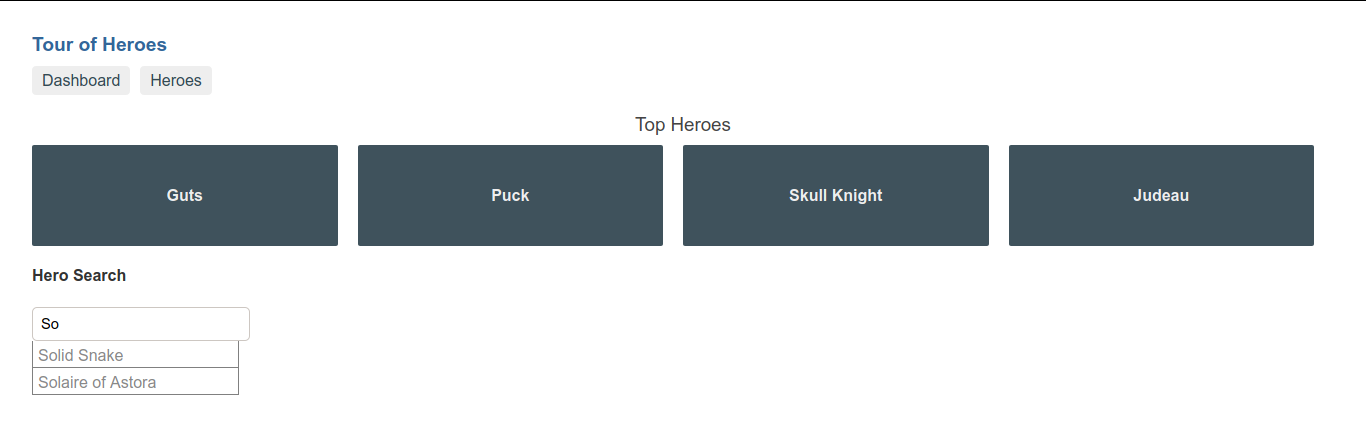 Tour of Heroes
Dashboard Heroes
Top Heroes
Guts Puck Skull Knight Judeau
Hero Search
So
Solid Snake
Solaire of Astora